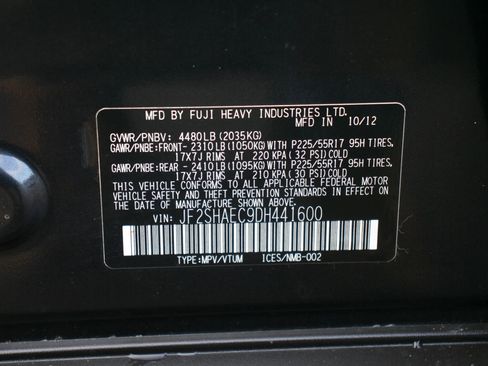 MFD BY FUJI HEAVY INDUSTRIES LTD.
MFD IN 10/12
GVWR/PNBV: 4480LB(2035KG)
GAWR/PNBE:FRONT- 2310LB(1050KG)WITH P225/55R17 95H TIRES,
17X7J RIMS AT 220 KPA( 32 PSI)COLD
GAWR/PNBE:REAR - 2410LB(1095KG)WITH P225/55R17 95H TIRES,
17X7J RIMS AT 210 KPA( 30 PSI)COLD
THIS VEHICLE CONFORMS TO ALL APPLICABLE FEDERAL MOTOR
VEHICLE SAFETY AND THEFT PREVENTION STANDARDS IN EFFECT
ON THE DATE OF MANUFACTURE SHOWN ABOVE.
VIN: JF2SHAEC9DH441600
TYPE:MPV/VTUM ICES/NMB-002